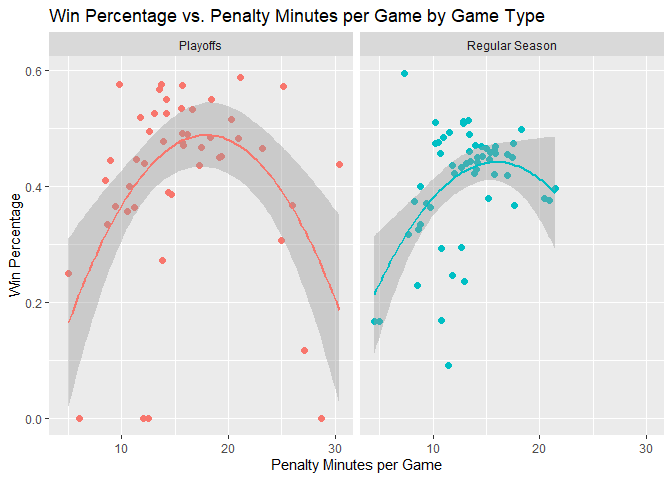 Win Percentage vs. Penalty Minutes per Game by Game Type
Playoffs Regular Season
0.6
0.4
0.2
0.0
Win Percentage
10 20 30 10 20 30
Penalty Minutes per Game